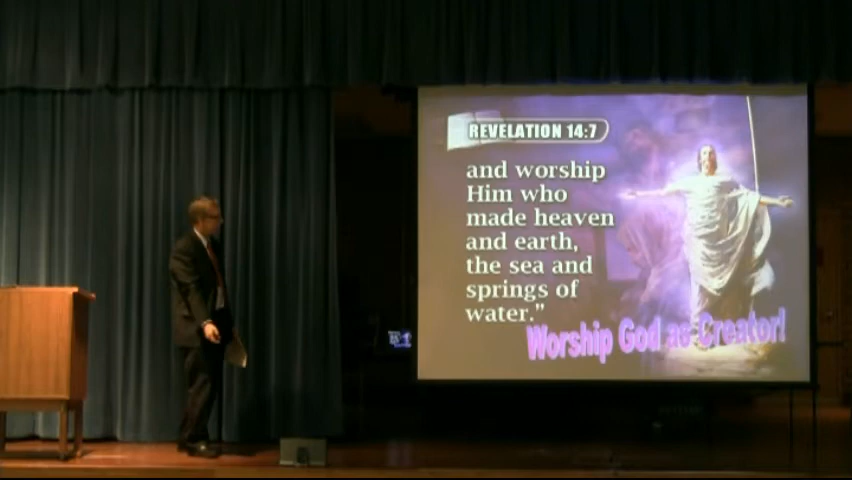 REVELATION 14:7
and worship
Him who
made heaven
and earth,
the sea and
springs of
water."
Worship God as Creator!